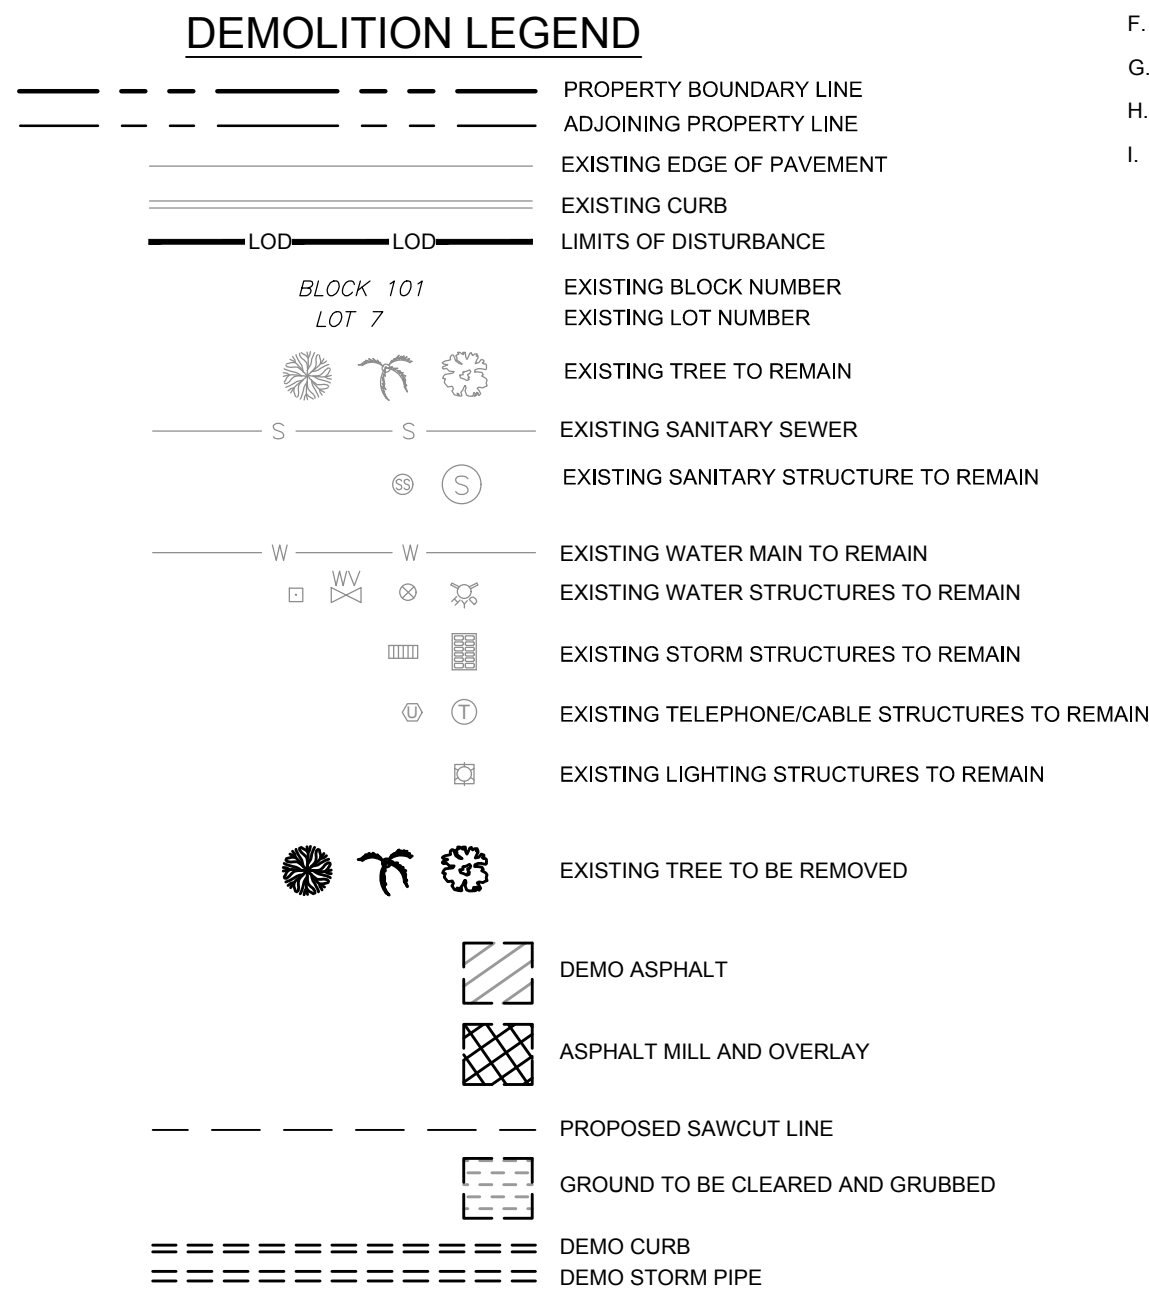 DEMOLITION LEGEND
F.
G.
H.
I.
PROPERTY BOUNDARY LINE
ADJOINING PROPERTY LINE
EXISTING EDGE OF PAVEMENT
EXISTING CURB
LOD LOD LIMITS OF DISTURBANCE
BLOCK 101 EXISTING BLOCK NUMBER
LOT 7 EXISTING LOT NUMBER
EXISTING TREE TO REMAIN
S S EXISTING SANITARY SEWER
SS S EXISTING SANITARY STRUCTURE TO REMAIN
W W EXISTING WATER MAIN TO REMAIN
WV EXISTING WATER STRUCTURES TO REMAIN
EXISTING STORM STRUCTURES TO REMAIN
U T EXISTING TELEPHONE/CABLE STRUCTURES TO REMAIN
EXISTING LIGHTING STRUCTURES TO REMAIN
EXISTING TREE TO BE REMOVED
DEMO ASPHALT
ASPHALT MILL AND OVERLAY
PROPOSED SAWCUT LINE
GROUND TO BE CLEARED AND GRUBBED
DEMO CURB
DEMO STORM PIPE